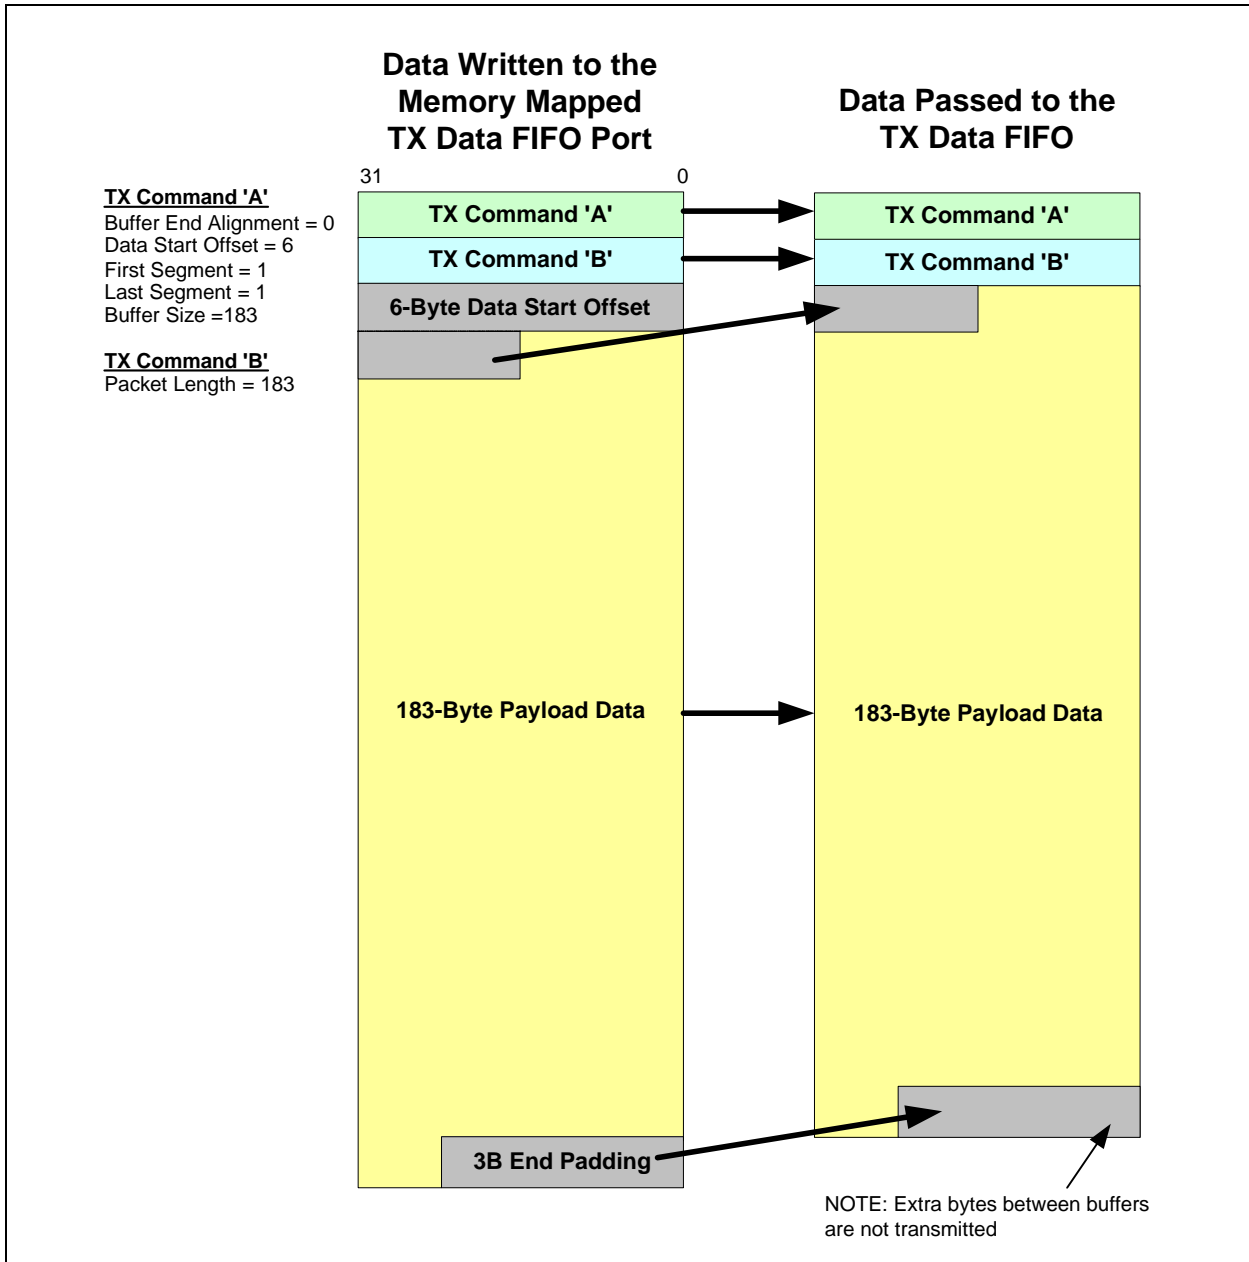 Data Written to the
Memory Mapped
TX Data FIFO Port
Data Passed to the
TX Data FIFO
31
0
TX Command 'A'
Buffer End Alignment = 0
Data Start Offset = 6
First Segment = 1
Last Segment = 1
Buffer Size =183
TX Command 'B'
Packet Length = 183
TX Command 'A'
TX Command 'B'
6-Byte Data Start Offset
183-Byte Payload Data
3B End Padding
TX Command 'A'
TX Command 'B'
183-Byte Payload Data
NOTE: Extra bytes between buffers
are not transmitted